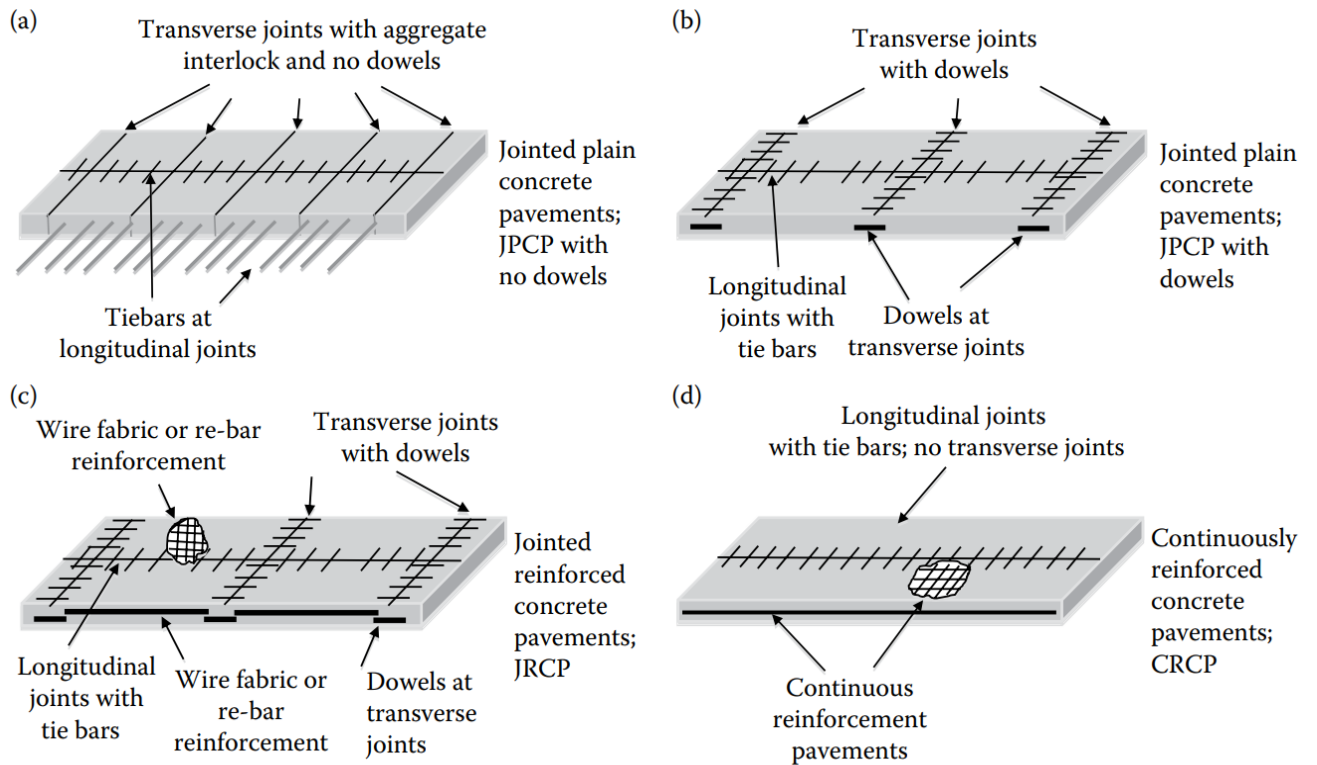 (a)
Transverse joints with aggregate
interlock and no dowels
Jointed plain
concrete
pavements;
JPCP with
no dowels
Tiebars at
longitudinal joints
(b)
Transverse joints
with dowels
Jointed plain
concrete
pavements;
JPCP with
dowels
Longitudinal
joints with
tie bars
Dowels at
transverse joints
(c)
Wire fabric or re-bar
reinforcement
Transverse joints
with dowels
Jointed
reinforced
concrete
pavements;
JRCP
Longitudinal
joints with
tie bars
Wire fabric or
re-bar
reinforcement
Dowels at
transverse
joints
(d)
Longitudinal joints
with tie bars; no transverse joints
Continuously
reinforced
concrete
pavements;
CRCP
Continuous
reinforcement
pavements